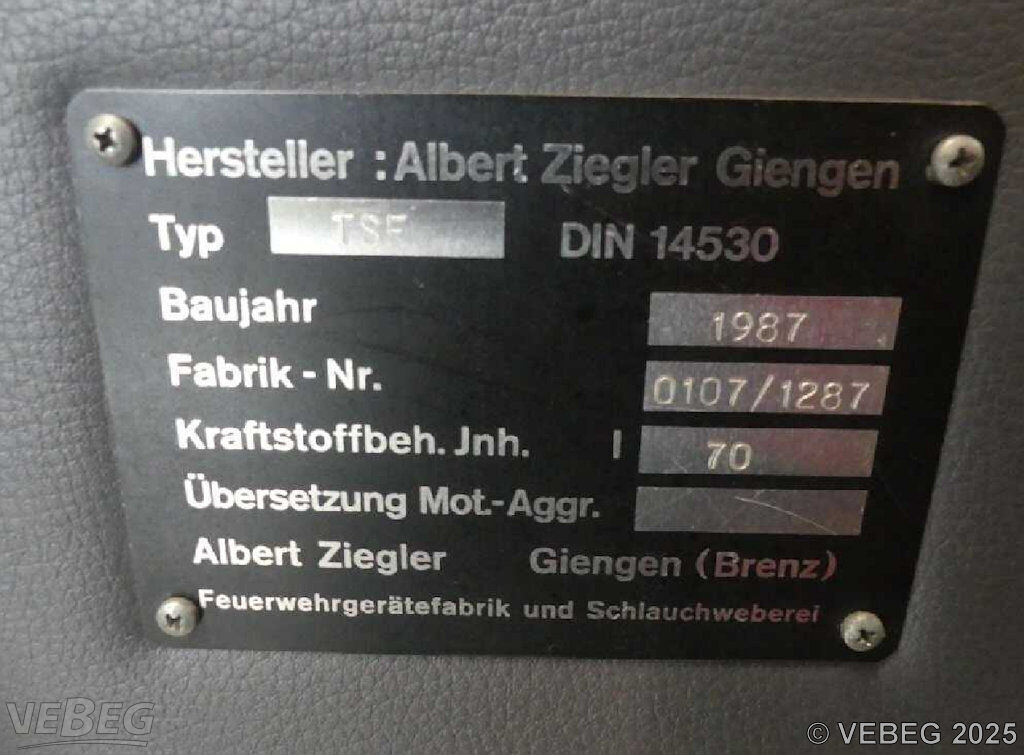 Hersteller : Albert Ziegler Giengen
Typ TSF DIN 14530
Baujahr 1987
Fabrik - Nr. 0107/1287
Kraftstoffbeh. Jnh. l 70
Übersetzung Mot.-Aggr.
Albert Ziegler Giengen (Brenz)
Feuerwehrgerätefabrik und Schlauchweberei
VEBEG
© VEBEG 2025